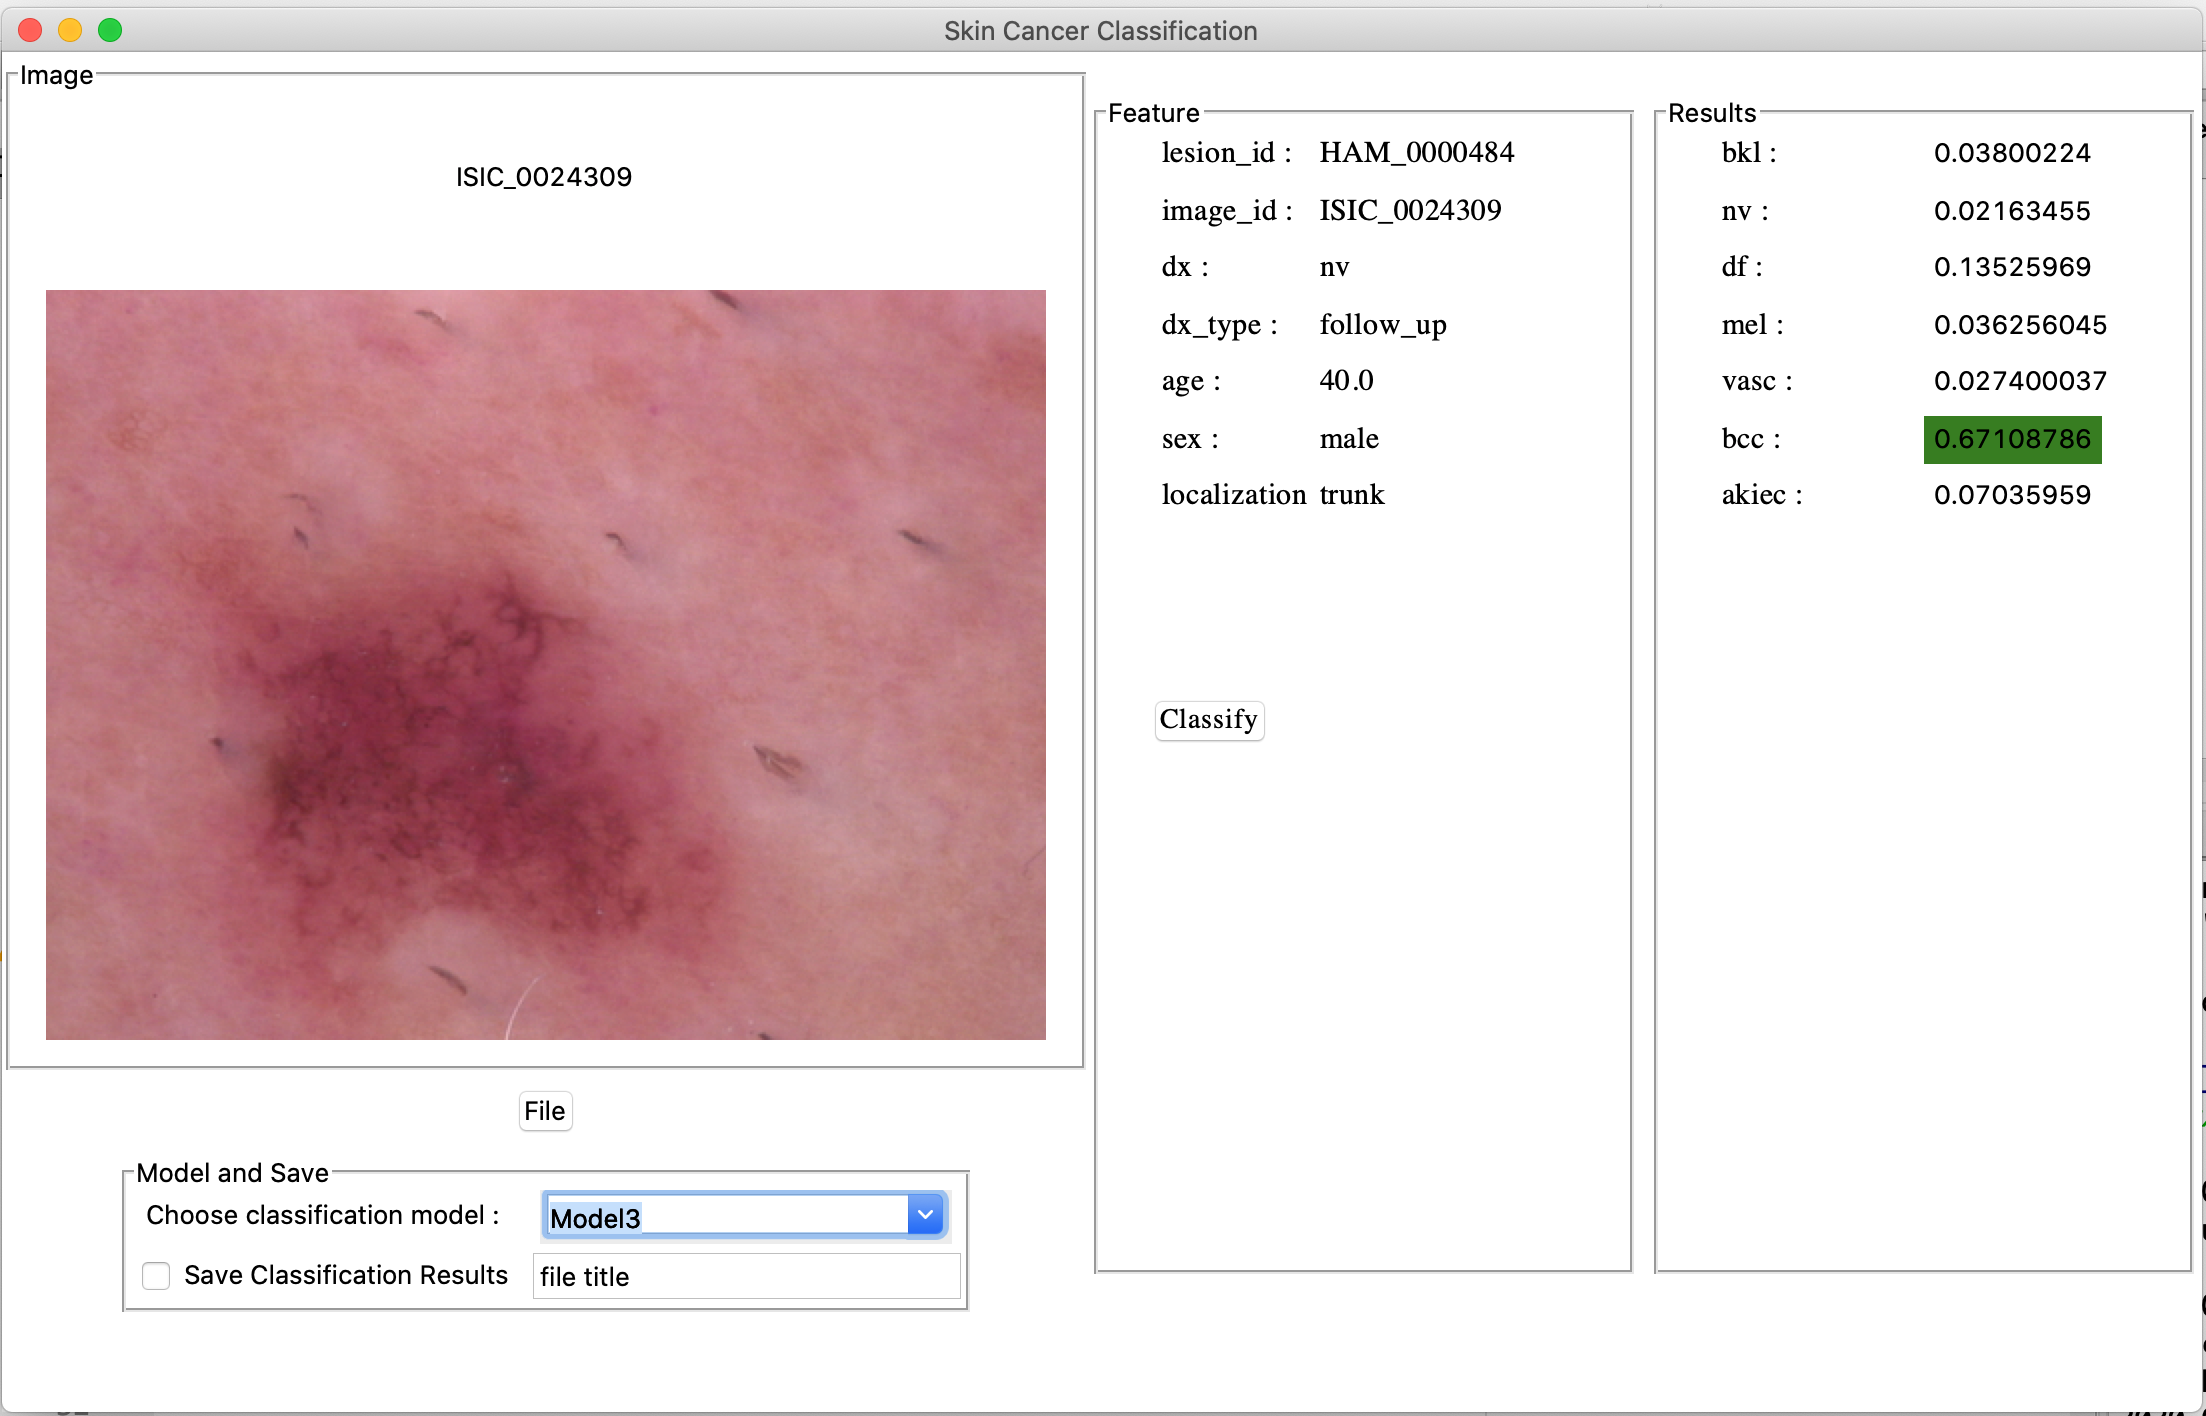 Skin Cancer Classification
Image
ISIC_0024309
File
Model and Save
Choose classification model :
Model3
Save Classification Results
file title
Feature
lesion_id : HAM_0000484
image_id : ISIC_0024309
dx : nv
dx_type : follow_up
age : 40.0
sex : male
localization trunk
Classify
Results
bkl : 0.03800224
nv : 0.02163455
df : 0.13525969
mel : 0.036256045
vasc : 0.027400037
bcc : 0.67108786
akiec : 0.07035959